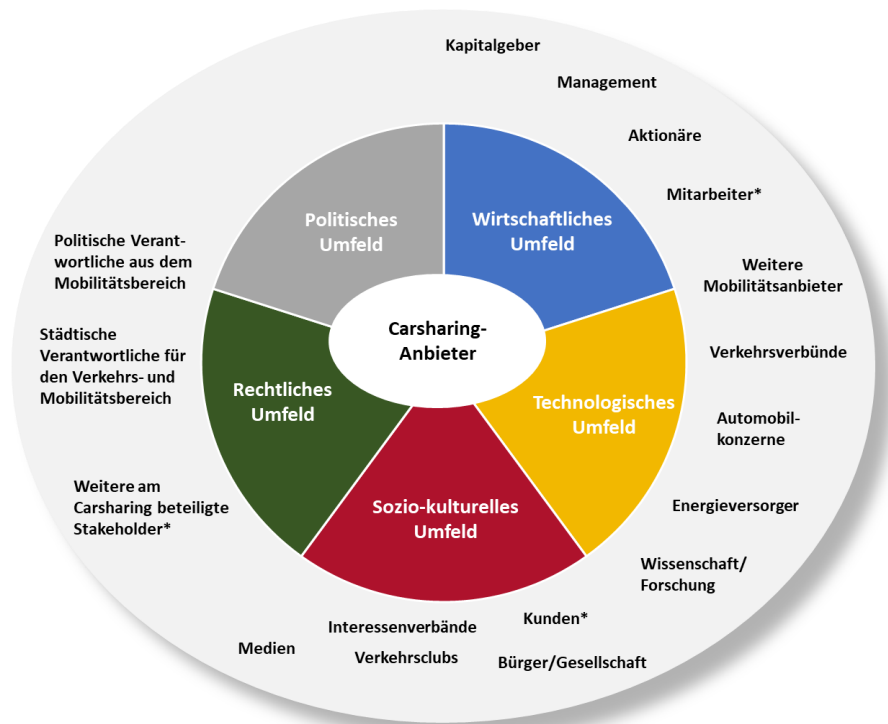 Kapitalgeber
Management
Aktionäre
Mitarbeiter*
Politisches
Umfeld
Wirtschaftliches
Umfeld
Politische Verant-
wortliche aus dem
Mobilitätsbereich
Weitere
Mobilitätsanbieter
Carsharing-
Anbieter
Städtische
Verantwortliche für
den Verkehrs- und
Mobilitätsbereich
Verkehrsverbünde
Rechtliches
Umfeld
Technologisches
Umfeld
Automobil-
konzerne
Weitere am
Carsharing beteiligte
Stakeholder*
Sozio-kulturelles
Umfeld
Energieversorger
Wissenschaft/
Forschung
Kunden*
Interessenverbände
Medien
Verkehrsclubs
Bürger/Gesellschaft